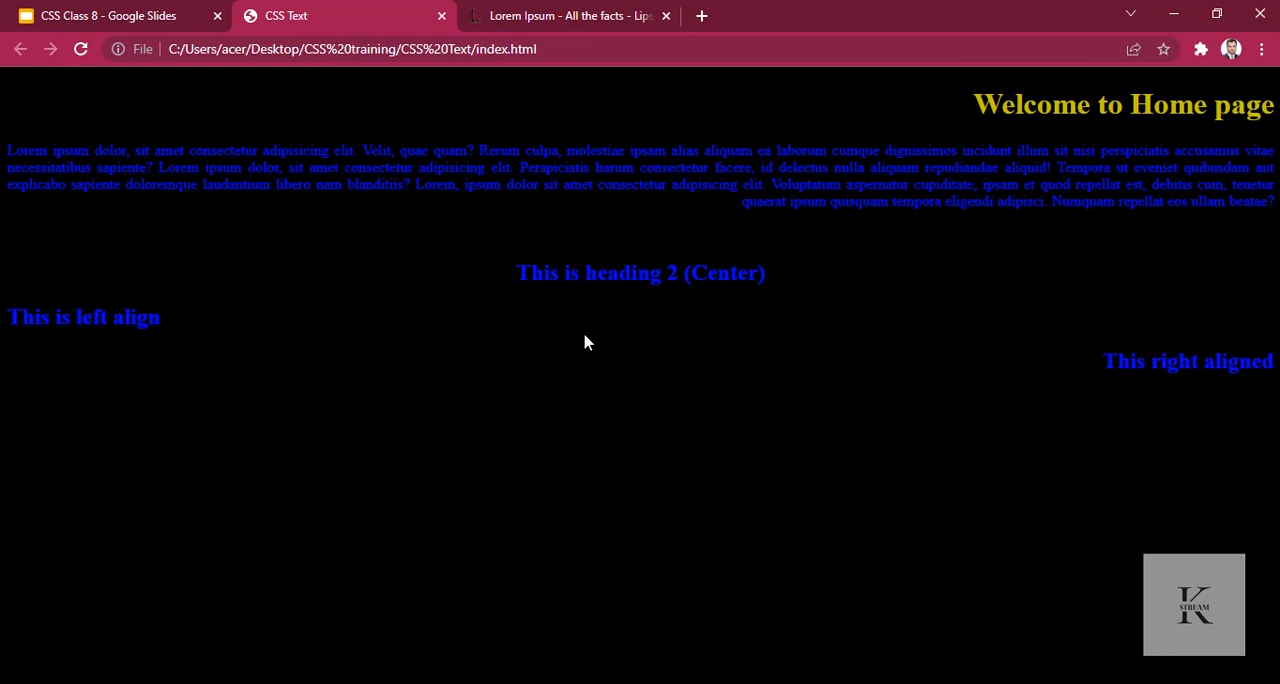 CSS Class 8 - Google Slides
CSS Text
Lorem Ipsum - All the facts - Lips
File
C:/Users/acer/Desktop/CSS%20training/CSS%20Text/index.html
Welcome to Home page
Lorem ipsum dolor, sit amet consectetur adipisicing elit. Velit, quae quam? Rerum culpa, molestiae ipsam alias aliquam ea laborum cumque dignissimos incidunt illum sit nisi perspiciatis accusamus vitae
necessitatibus sapiente? Lorem ipsum dolor, sit amet consectetur adipisicing elit. Perspiciatis harum consectetur facere, id delectus nulla aliquam repudiandae aliquid! Tempora ut eveniet quibusdam aut
explicabo sapiente doloremque laudantium libero nam blanditiis? Lorem, ipsum dolor sit amet consectetur adipisicing elit. Voluptatum aspernatur cupiditate, ipsam et quod repellat est, debitis cum, tenetur
quaerat ipsum quisquam tempora eligendi adipisci. Numquam repellat eos ullam beatae?
This is heading 2 (Center)
This is left align
This right aligned
K
STREAM